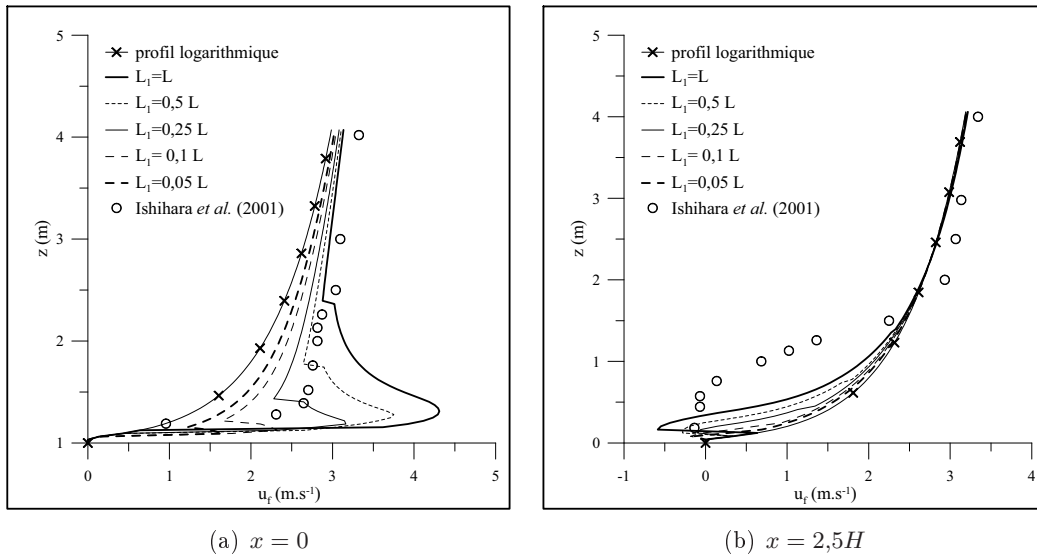 5
4
3
2
1
z (m)
profil logarithmique
L₁=L
L₁=0,5 L
L₁=0,25 L
L₁= 0,1 L
L₁=0,05 L
Ishihara et al. (2001)
0 1 2 3 4 5
u_f (m.s⁻¹)
(a) x = 0
5
4
3
2
1
0
z (m)
profil logarithmique
L₁=L
L₁=0,5 L
L₁=0,25 L
L₁= 0,1 L
L₁=0,05 L
Ishihara et al. (2001)
-1 0 1 2 3 4
u_f (m.s⁻¹)
(b) x = 2,5H